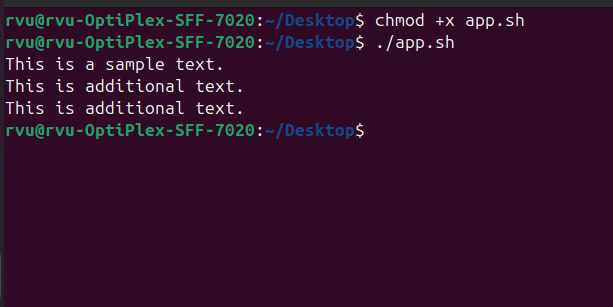 rvu@rvu-OptiPlex-SFF-7020:~/Desktop$ chmod +x app.sh
rvu@rvu-OptiPlex-SFF-7020:~/Desktop$ ./app.sh
This is a sample text.
This is additional text.
This is additional text.
rvu@rvu-OptiPlex-SFF-7020:~/Desktop$